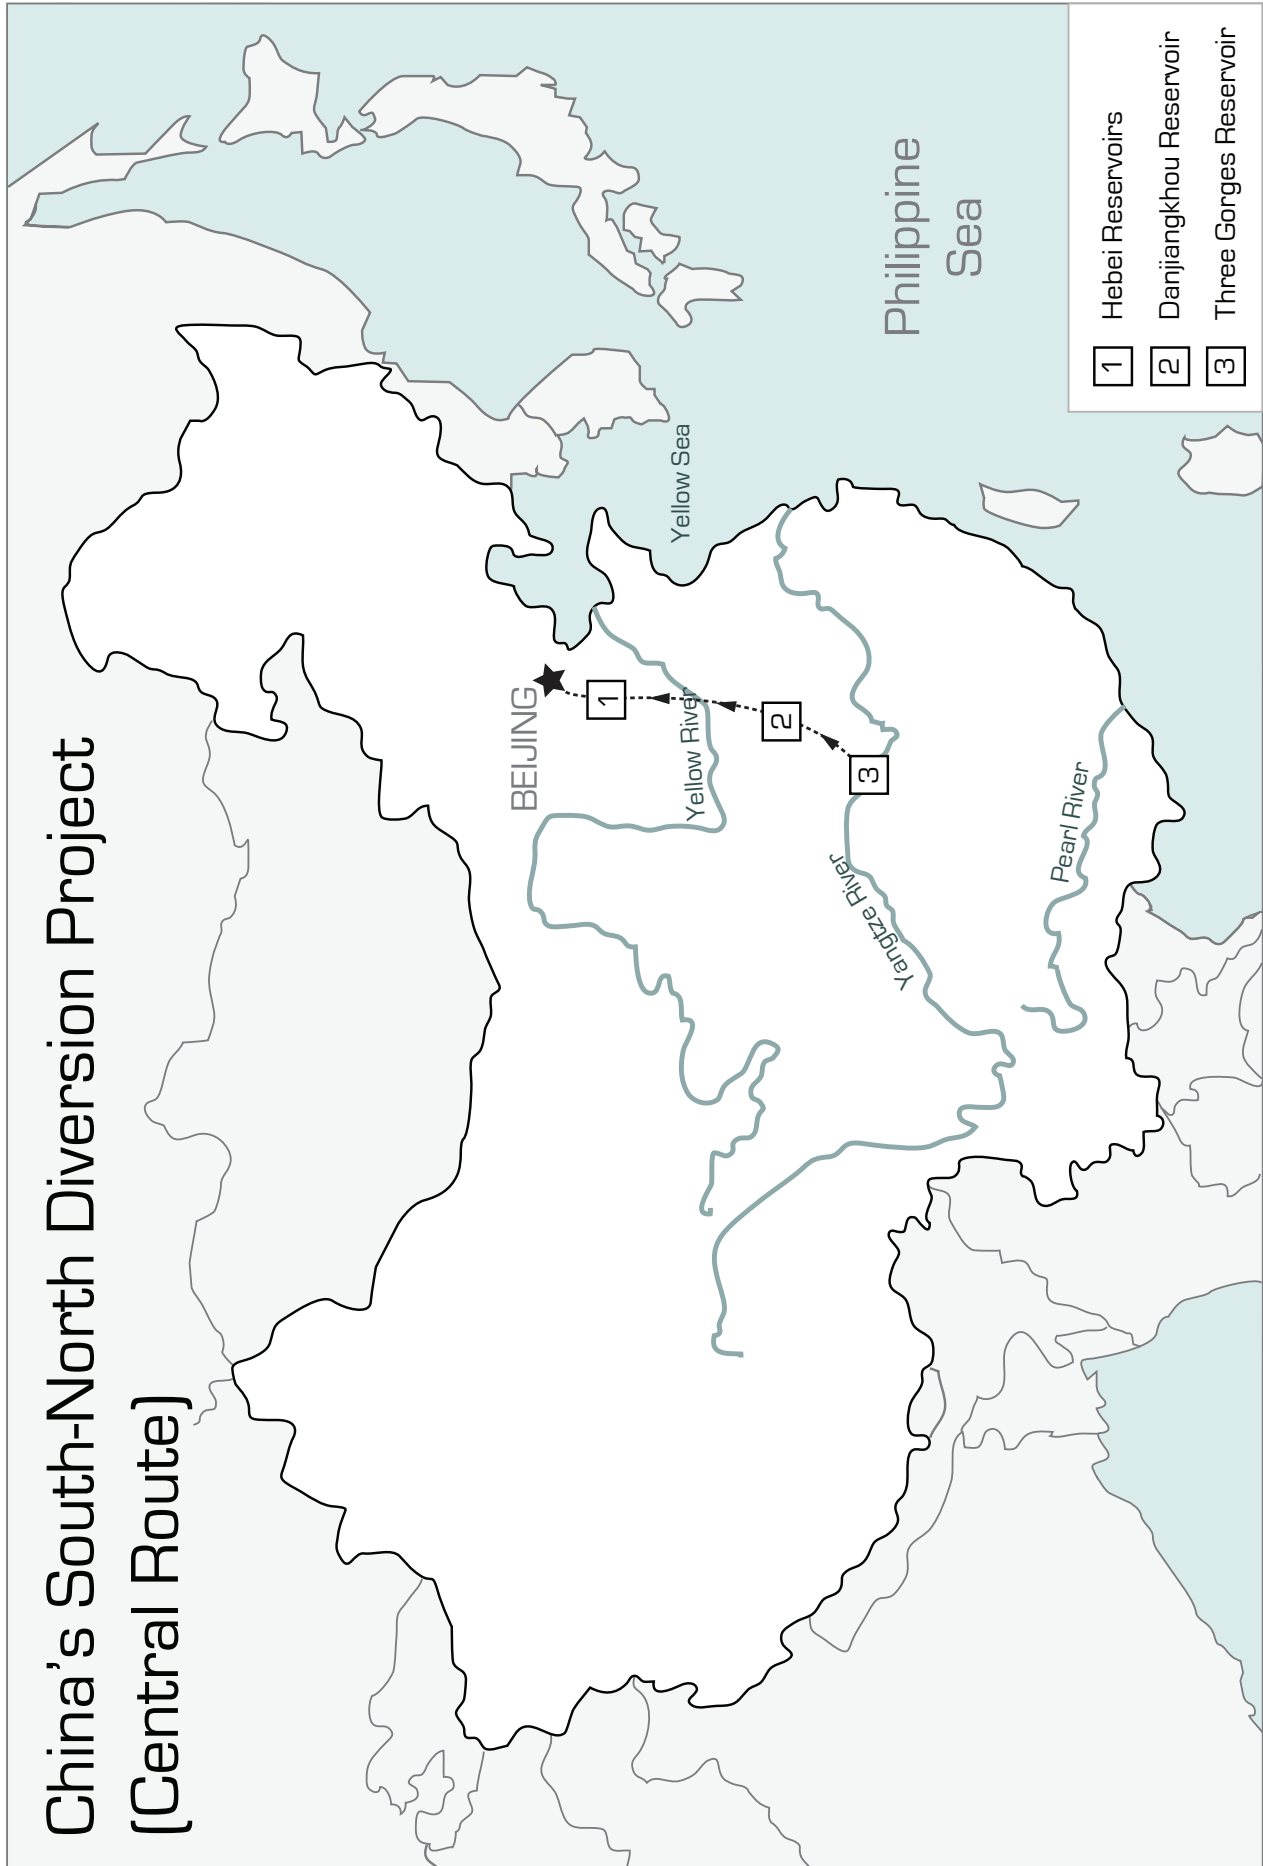 China's South-North Diversion Project
(Central Route)
BEIJING
1
Yellow River
2
3
Yangtze River
Pearl River
Yellow Sea
Philippine
Sea
1 Hebei Reservoirs
2 Danjiangkhou Reservoir
3 Three Gorges Reservoir